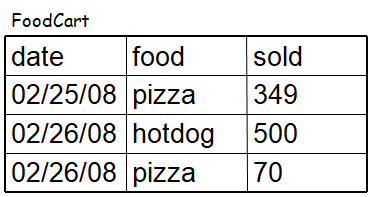 FoodCart
date food sold
02/25/08 pizza 349
02/26/08 hotdog 500
02/26/08 pizza 70